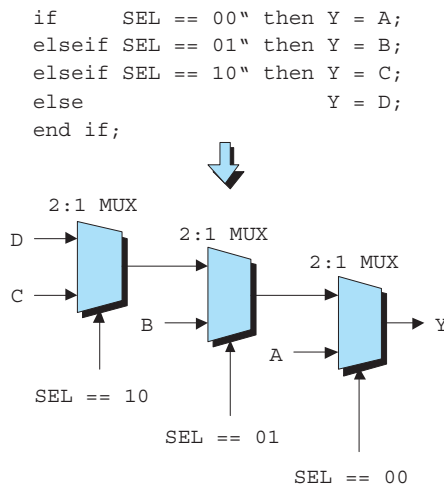 if     SEL == 00“ then Y = A;
elseif SEL == 01“ then Y = B;
elseif SEL == 10“ then Y = C;
else                   Y = D;
end if;
2:1 MUX
2:1 MUX
2:1 MUX
D
C
B
A
Y
SEL == 10
SEL == 01
SEL == 00